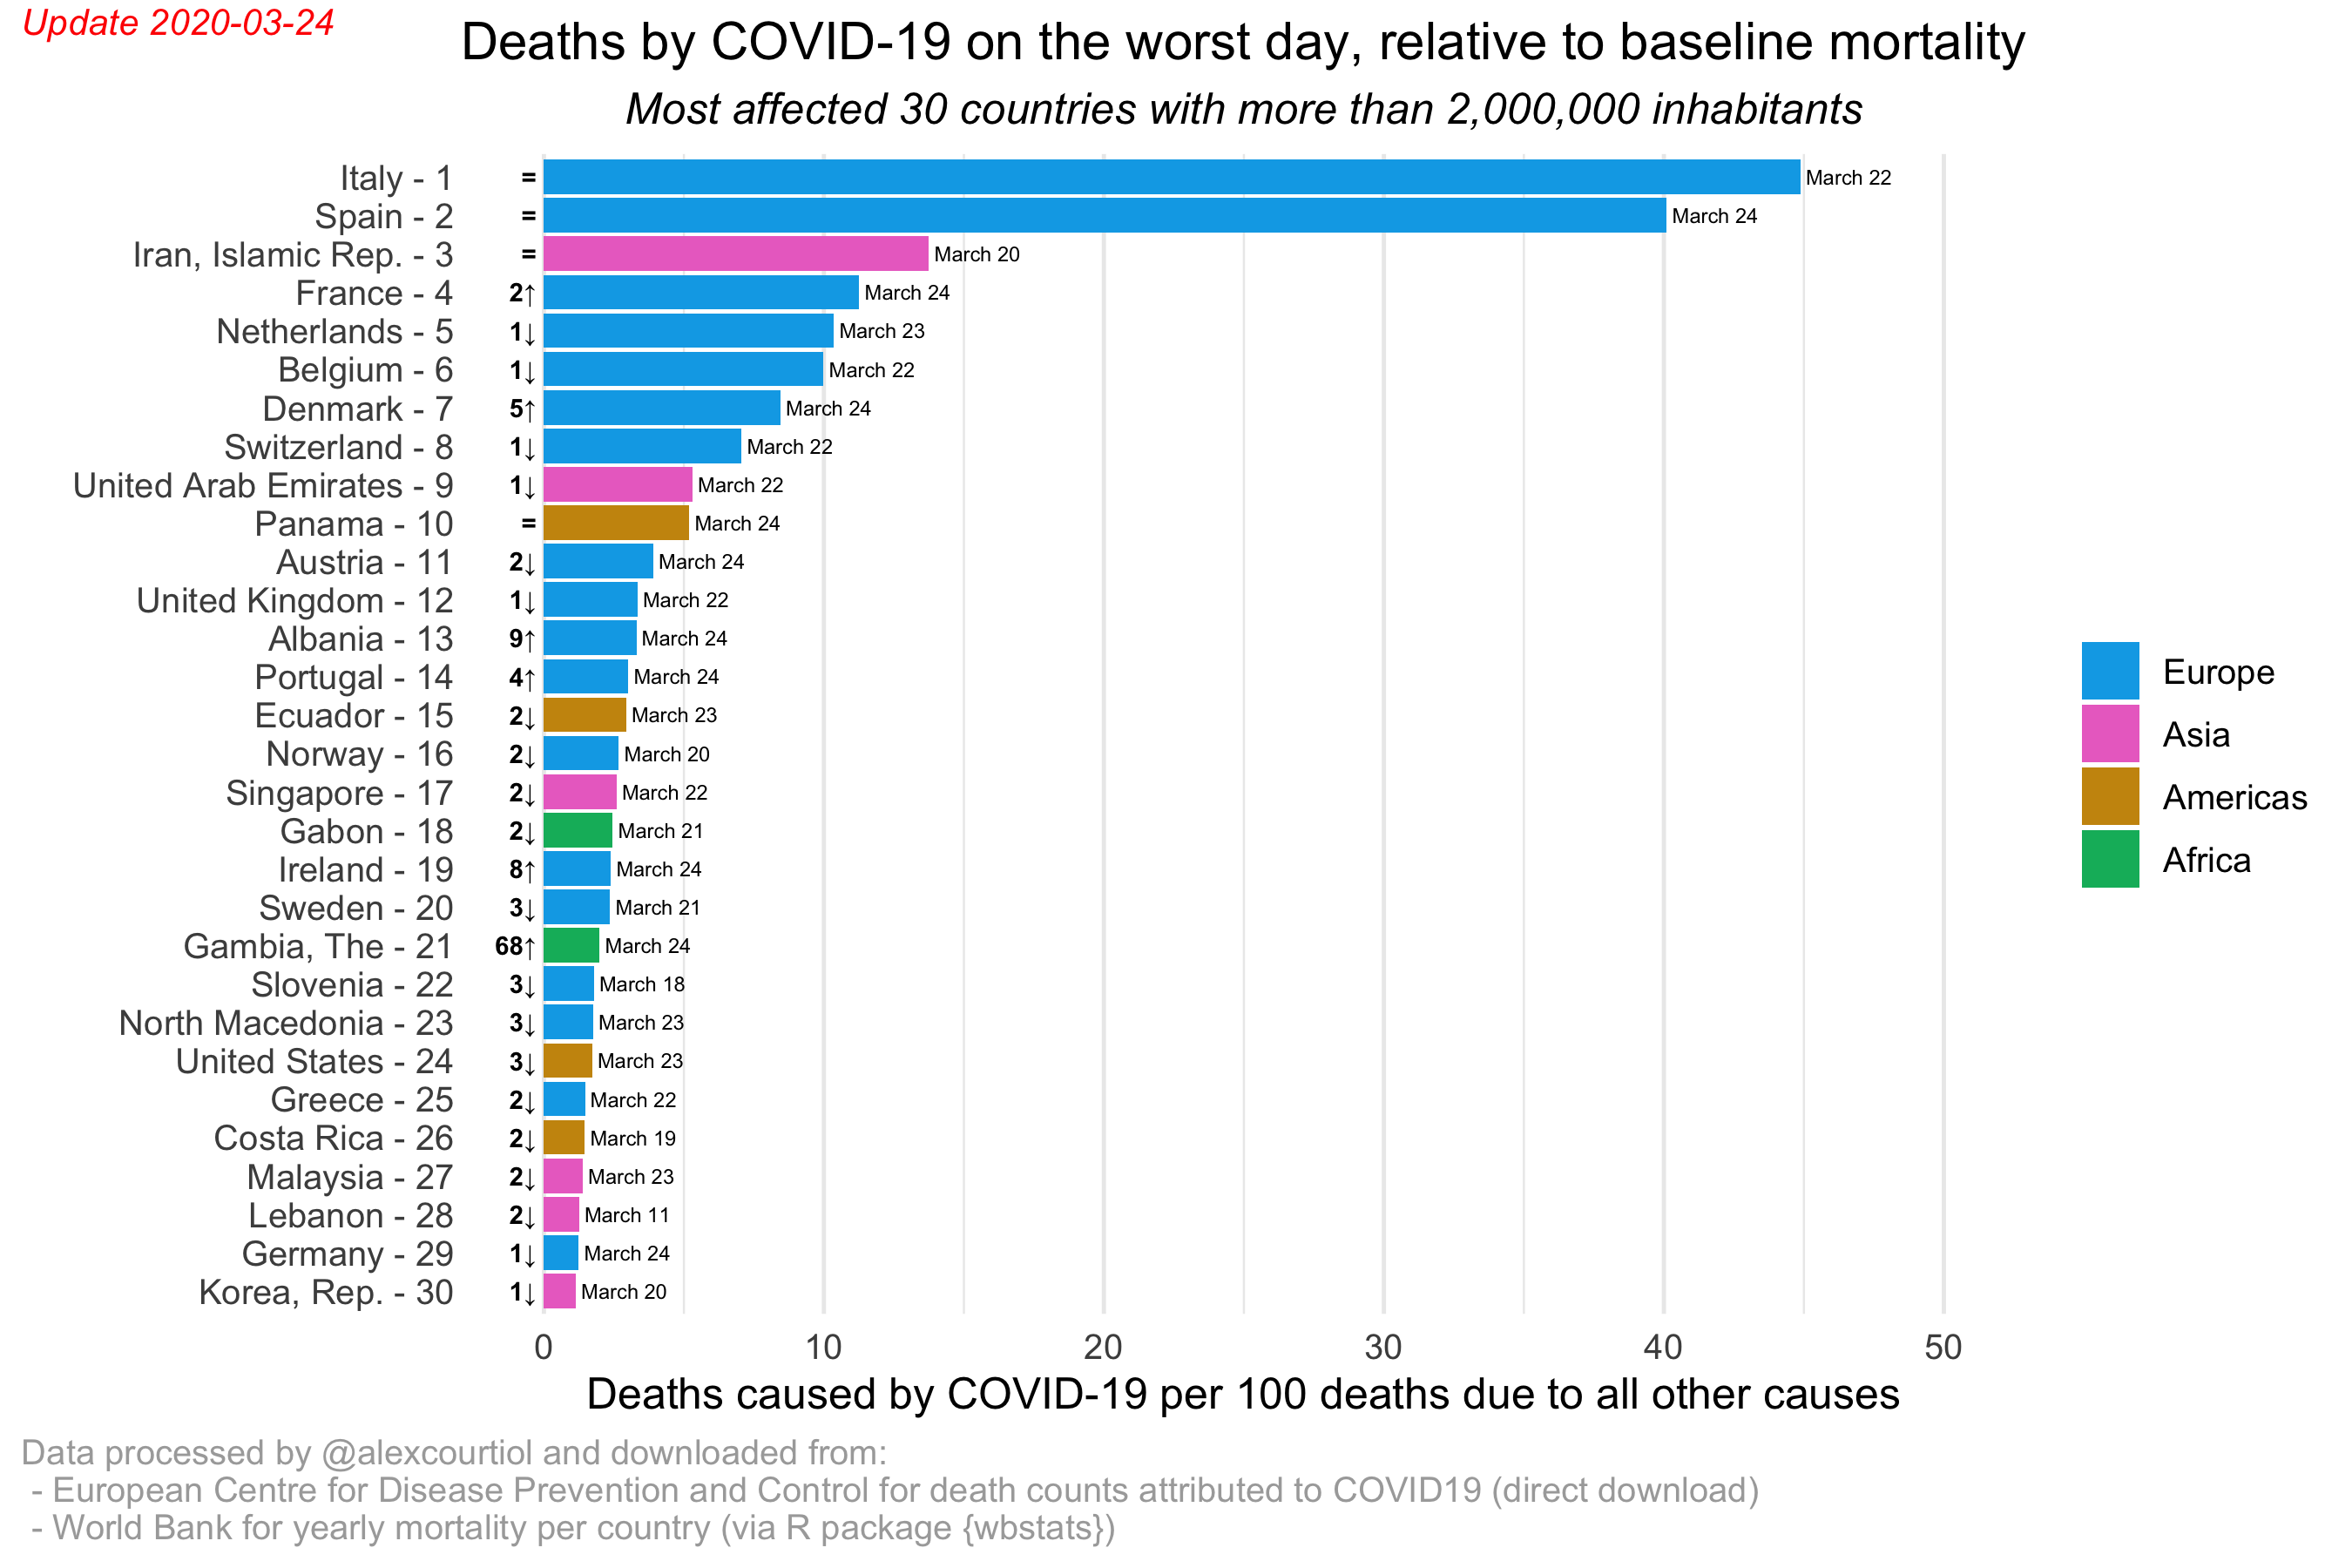 Update 2020-03-24
Deaths by COVID-19 on the worst day, relative to baseline mortality
Most affected 30 countries with more than 2,000,000 inhabitants
Italy - 1 = March 22
Spain - 2 = March 24
Iran, Islamic Rep. - 3 = March 20
France - 4 2↑ March 24
Netherlands - 5 1↓ March 23
Belgium - 6 1↓ March 22
Denmark - 7 5↑ March 24
Switzerland - 8 1↓ March 22
United Arab Emirates - 9 1↓ March 22
Panama - 10 = March 24
Austria - 11 2↓ March 24
United Kingdom - 12 1↓ March 22
Albania - 13 9↑ March 24
Portugal - 14 4↑ March 24
Ecuador - 15 2↓ March 23
Norway - 16 2↓ March 20
Singapore - 17 2↓ March 22
Gabon - 18 2↓ March 21
Ireland - 19 8↑ March 24
Sweden - 20 3↓ March 21
Gambia, The - 21 68↑ March 24
Slovenia - 22 3↓ March 18
North Macedonia - 23 3↓ March 23
United States - 24 3↓ March 23
Greece - 25 2↓ March 22
Costa Rica - 26 2↓ March 19
Malaysia - 27 2↓ March 23
Lebanon - 28 2↓ March 11
Germany - 29 1↓ March 24
Korea, Rep. - 30 1↓ March 20
Europe
Asia
Americas
Africa
0 10 20 30 40 50
Deaths caused by COVID-19 per 100 deaths due to all other causes
Data processed by @alexcourtiol and downloaded from:
- European Centre for Disease Prevention and Control for death counts attributed to COVID19 (direct download)
- World Bank for yearly mortality per country (via R package {wbstats})